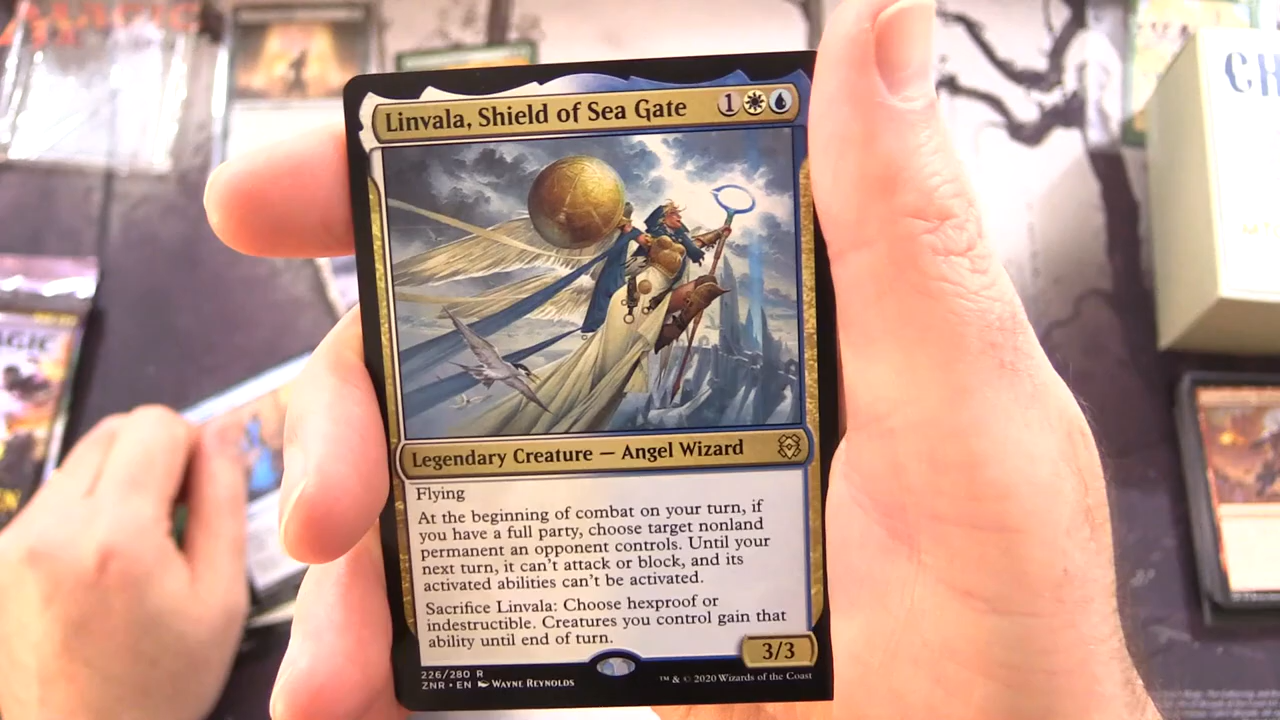 MAGIC
CH
AGIC
Linvala, Shield of Sea Gate 1
Legendary Creature — Angel Wizard
Flying
At the beginning of combat on your turn, if
you have a full party, choose target nonland
permanent an opponent controls. Until your
next turn, it can't attack or block, and its
activated abilities can't be activated.
Sacrifice Linvala: Choose hexproof or
indestructible. Creatures you control gain that
ability until end of turn.
3/3
226/280 R
ZNR • EN Wayne Reynolds
™ & © 2020 Wizards of the Coast